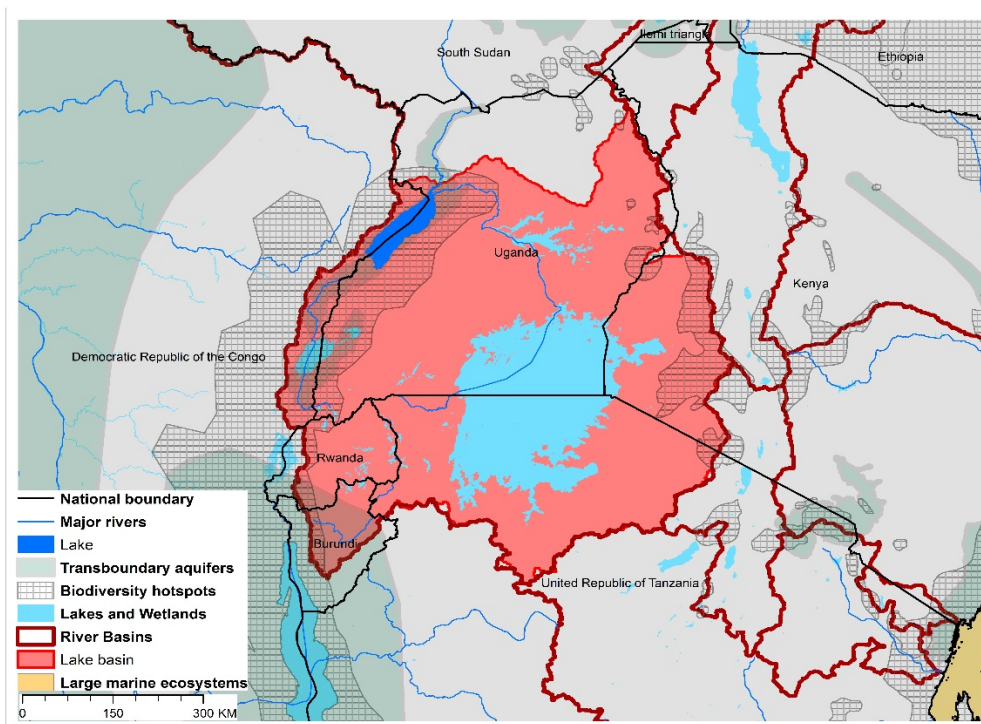 South Sudan
Ilemi triangle
Ethiopia
Uganda
Kenya
Democratic Republic of the Congo
Rwanda
Burundi
United Republic of Tanzania
National boundary
Major rivers
Lake
Transboundary aquifers
Biodiversity hotspots
Lakes and Wetlands
River Basins
Lake basin
Large marine ecosystems
0 150 300 KM